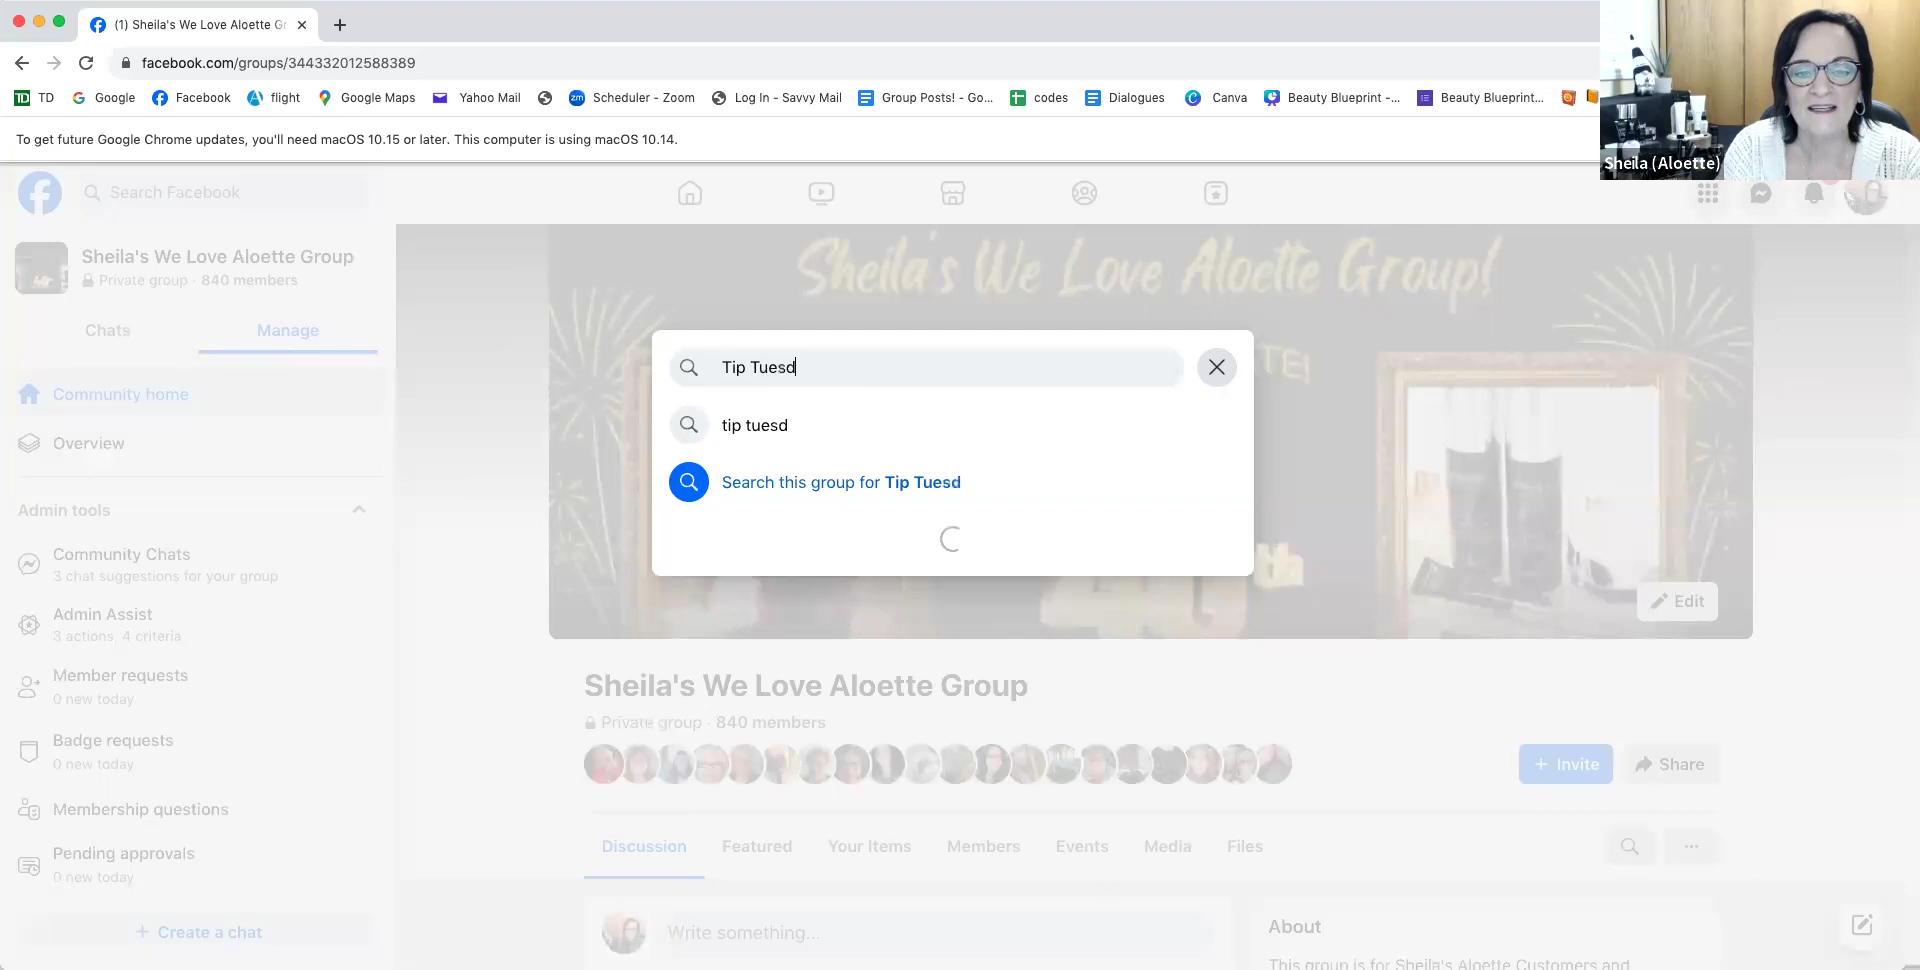 (1) Sheila's We Love Aloette Gr
facebook.com/groups/344332012588389
TD Google Facebook flight Google Maps Yahoo Mail Scheduler - Zoom Log In - Savvy Mail Group Posts! - Go... codes Dialogues Canva Beauty Blueprint -... Beauty Blueprint...
To get future Google Chrome updates, you'll need macOS 10.15 or later. This computer is using macOS 10.14.
Sheila (Aloette)
Search Facebook
Sheila's We Love Aloette Group
Private group · 840 members
Chats Manage
Community home
Overview
Admin tools
Community Chats
3 chat suggestions for your group
Admin Assist
3 actions, 4 criteria
Member requests
0 new today
Badge requests
0 new today
Membership questions
Pending approvals
0 new today
+ Create a chat
Sheila's We Love Aloette Group!
Tip Tuesd
tip tuesd
Search this group for Tip Tuesd
Edit
Sheila's We Love Aloette Group
Private group · 840 members
+ Invite Share
Discussion Featured Your Items Members Events Media Files
Write something...
About
This group is for Sheila's Aloette Customers and